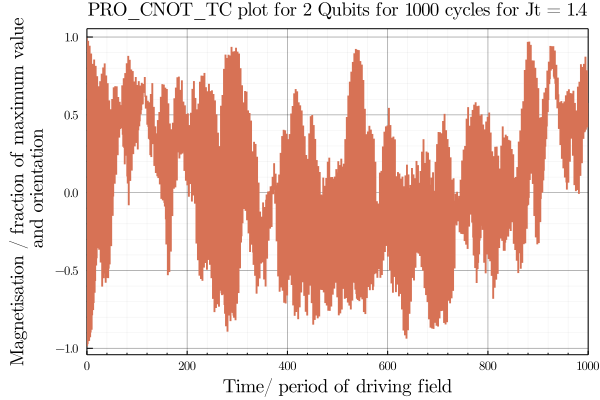 PRO_CNOT_TC plot for 2 Qubits for 1000 cycles for Jt = 1.4
Magnetisation / fraction of maximum value
and orientation
1.0
0.5
0.0
−0.5
−1.0
0 200 400 600 800 1000
Time/ period of driving field